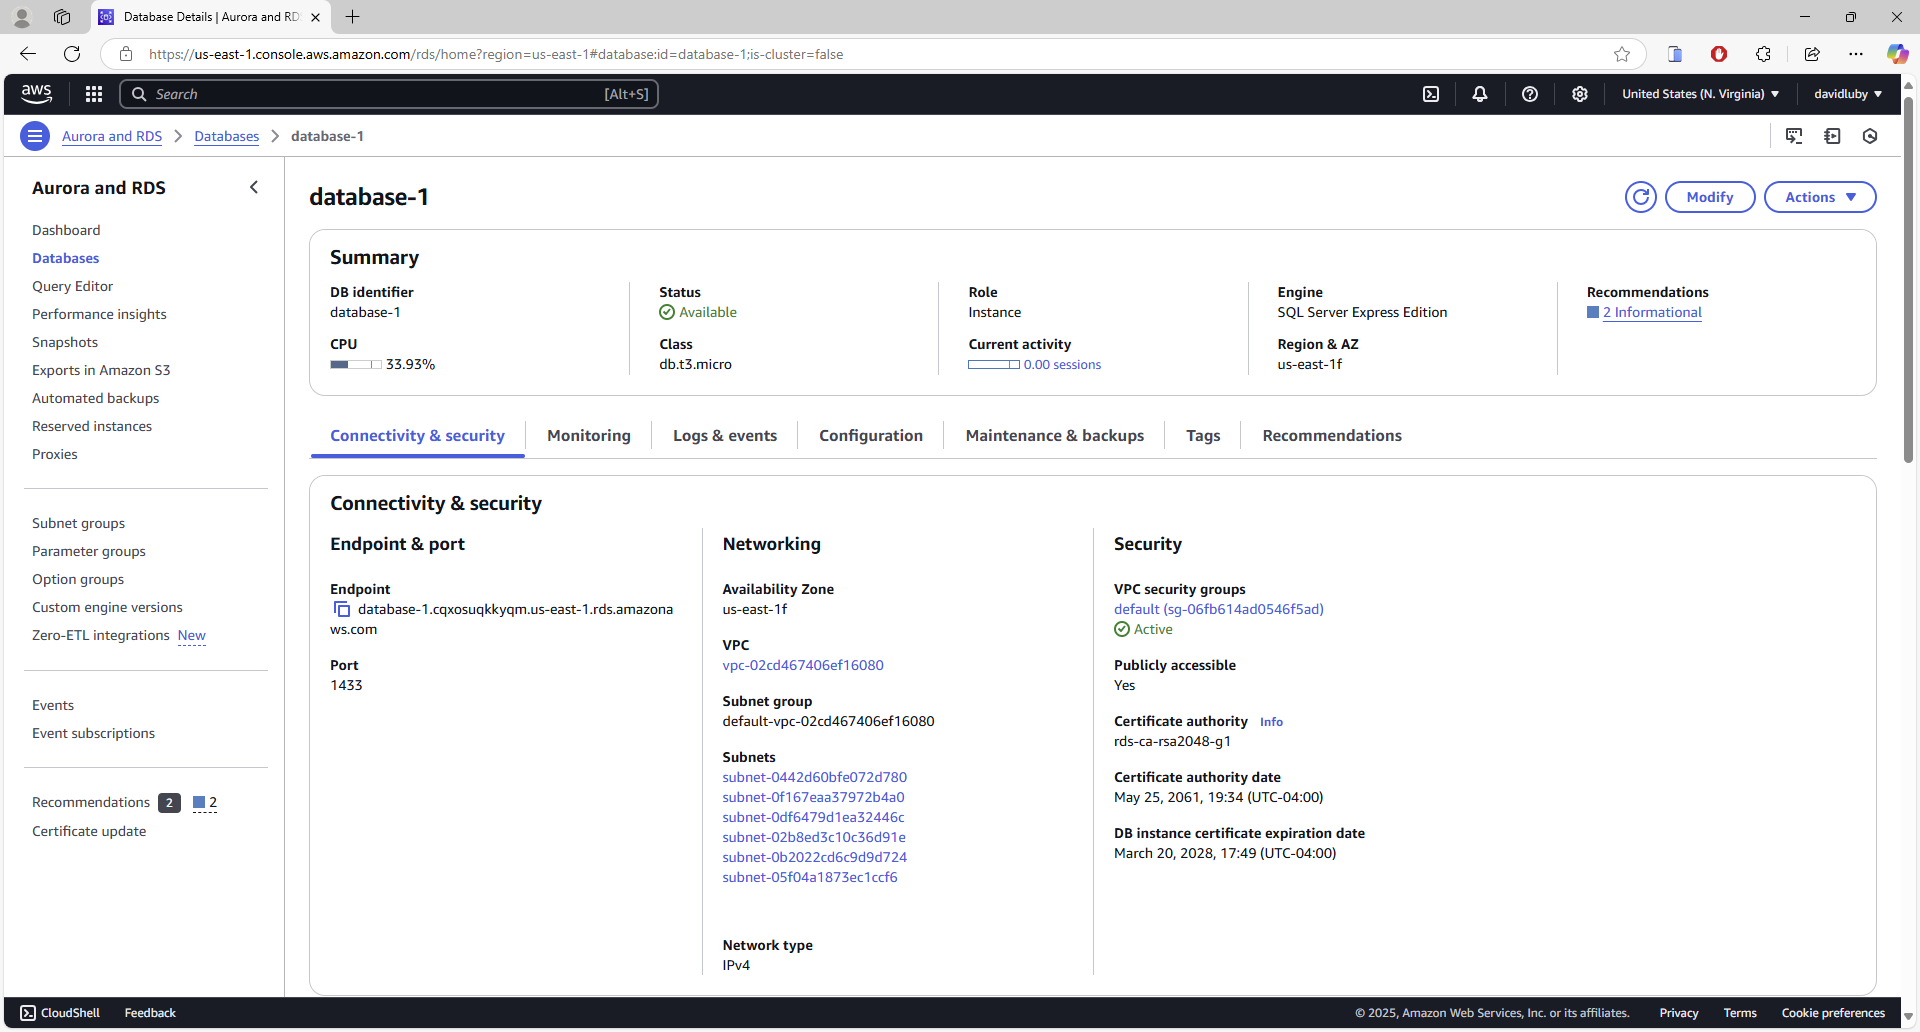 Database Details | Aurora and RD
https://us-east-1.console.aws.amazon.com/rds/home?region=us-east-1#database:id=database-1;is-cluster=false
aws
Search
[Alt+S]
United States (N. Virginia)
davidluby
Aurora and RDS
Databases
database-1
Aurora and RDS
Dashboard
Databases
Query Editor
Performance insights
Snapshots
Exports in Amazon S3
Automated backups
Reserved instances
Proxies
Subnet groups
Parameter groups
Option groups
Custom engine versions
Zero-ETL integrations New
Events
Event subscriptions
Recommendations 2 2
Certificate update
database-1
Modify
Actions
Summary
DB identifier
database-1
CPU
33.93%
Status
Available
Class
db.t3.micro
Role
Instance
Current activity
0.00 sessions
Engine
SQL Server Express Edition
Region & AZ
us-east-1f
Recommendations
2 Informational
Connectivity & security
Monitoring
Logs & events
Configuration
Maintenance & backups
Tags
Recommendations
Connectivity & security
Endpoint & port
Endpoint
database-1.cqxosuqkkyqm.us-east-1.rds.amazona
ws.com
Port
1433
Networking
Availability Zone
us-east-1f
VPC
vpc-02cd467406ef16080
Subnet group
default-vpc-02cd467406ef16080
Subnets
subnet-0442d60bfe072d780
subnet-0f167eaa37972b4a0
subnet-0df6479d1ea32446c
subnet-02b8ed3c10c36d91e
subnet-0b2022cd6c9d9d724
subnet-05f04a1873ec1ccf6
Network type
IPv4
Security
VPC security groups
default (sg-06fb614ad0546f5ad)
Active
Publicly accessible
Yes
Certificate authority Info
rds-ca-rsa2048-g1
Certificate authority date
May 25, 2061, 19:34 (UTC-04:00)
DB instance certificate expiration date
March 20, 2028, 17:49 (UTC-04:00)
CloudShell
Feedback
© 2025, Amazon Web Services, Inc. or its affiliates.
Privacy
Terms
Cookie preferences